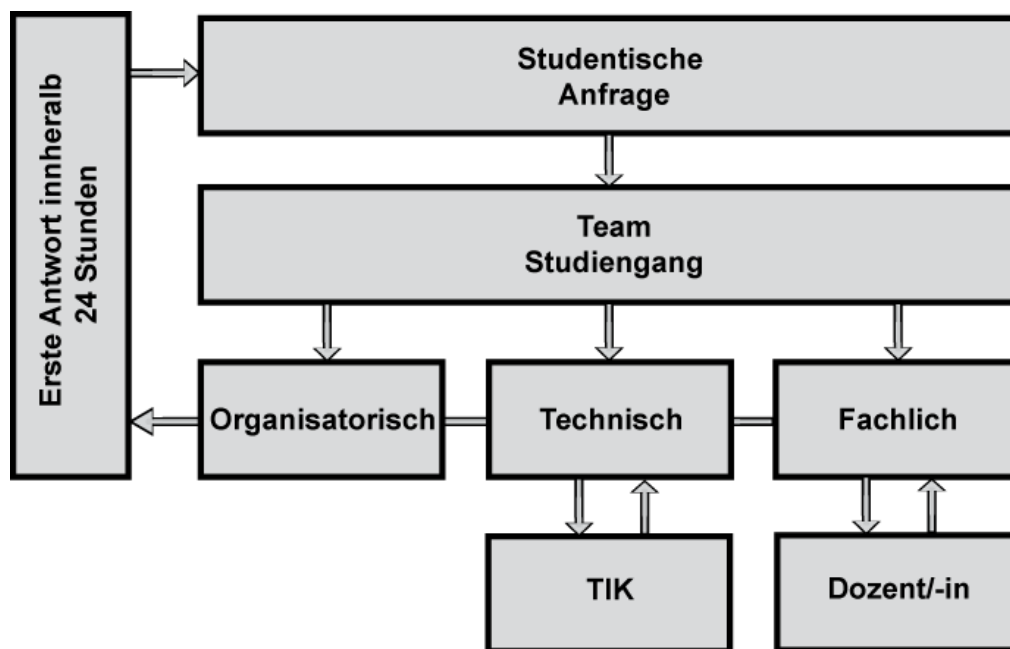 Erste Antwort innheralb
24 Stunden
Studentische
Anfrage
Team
Studiengang
Organisatorisch
Technisch
Fachlich
TIK
Dozent/-in